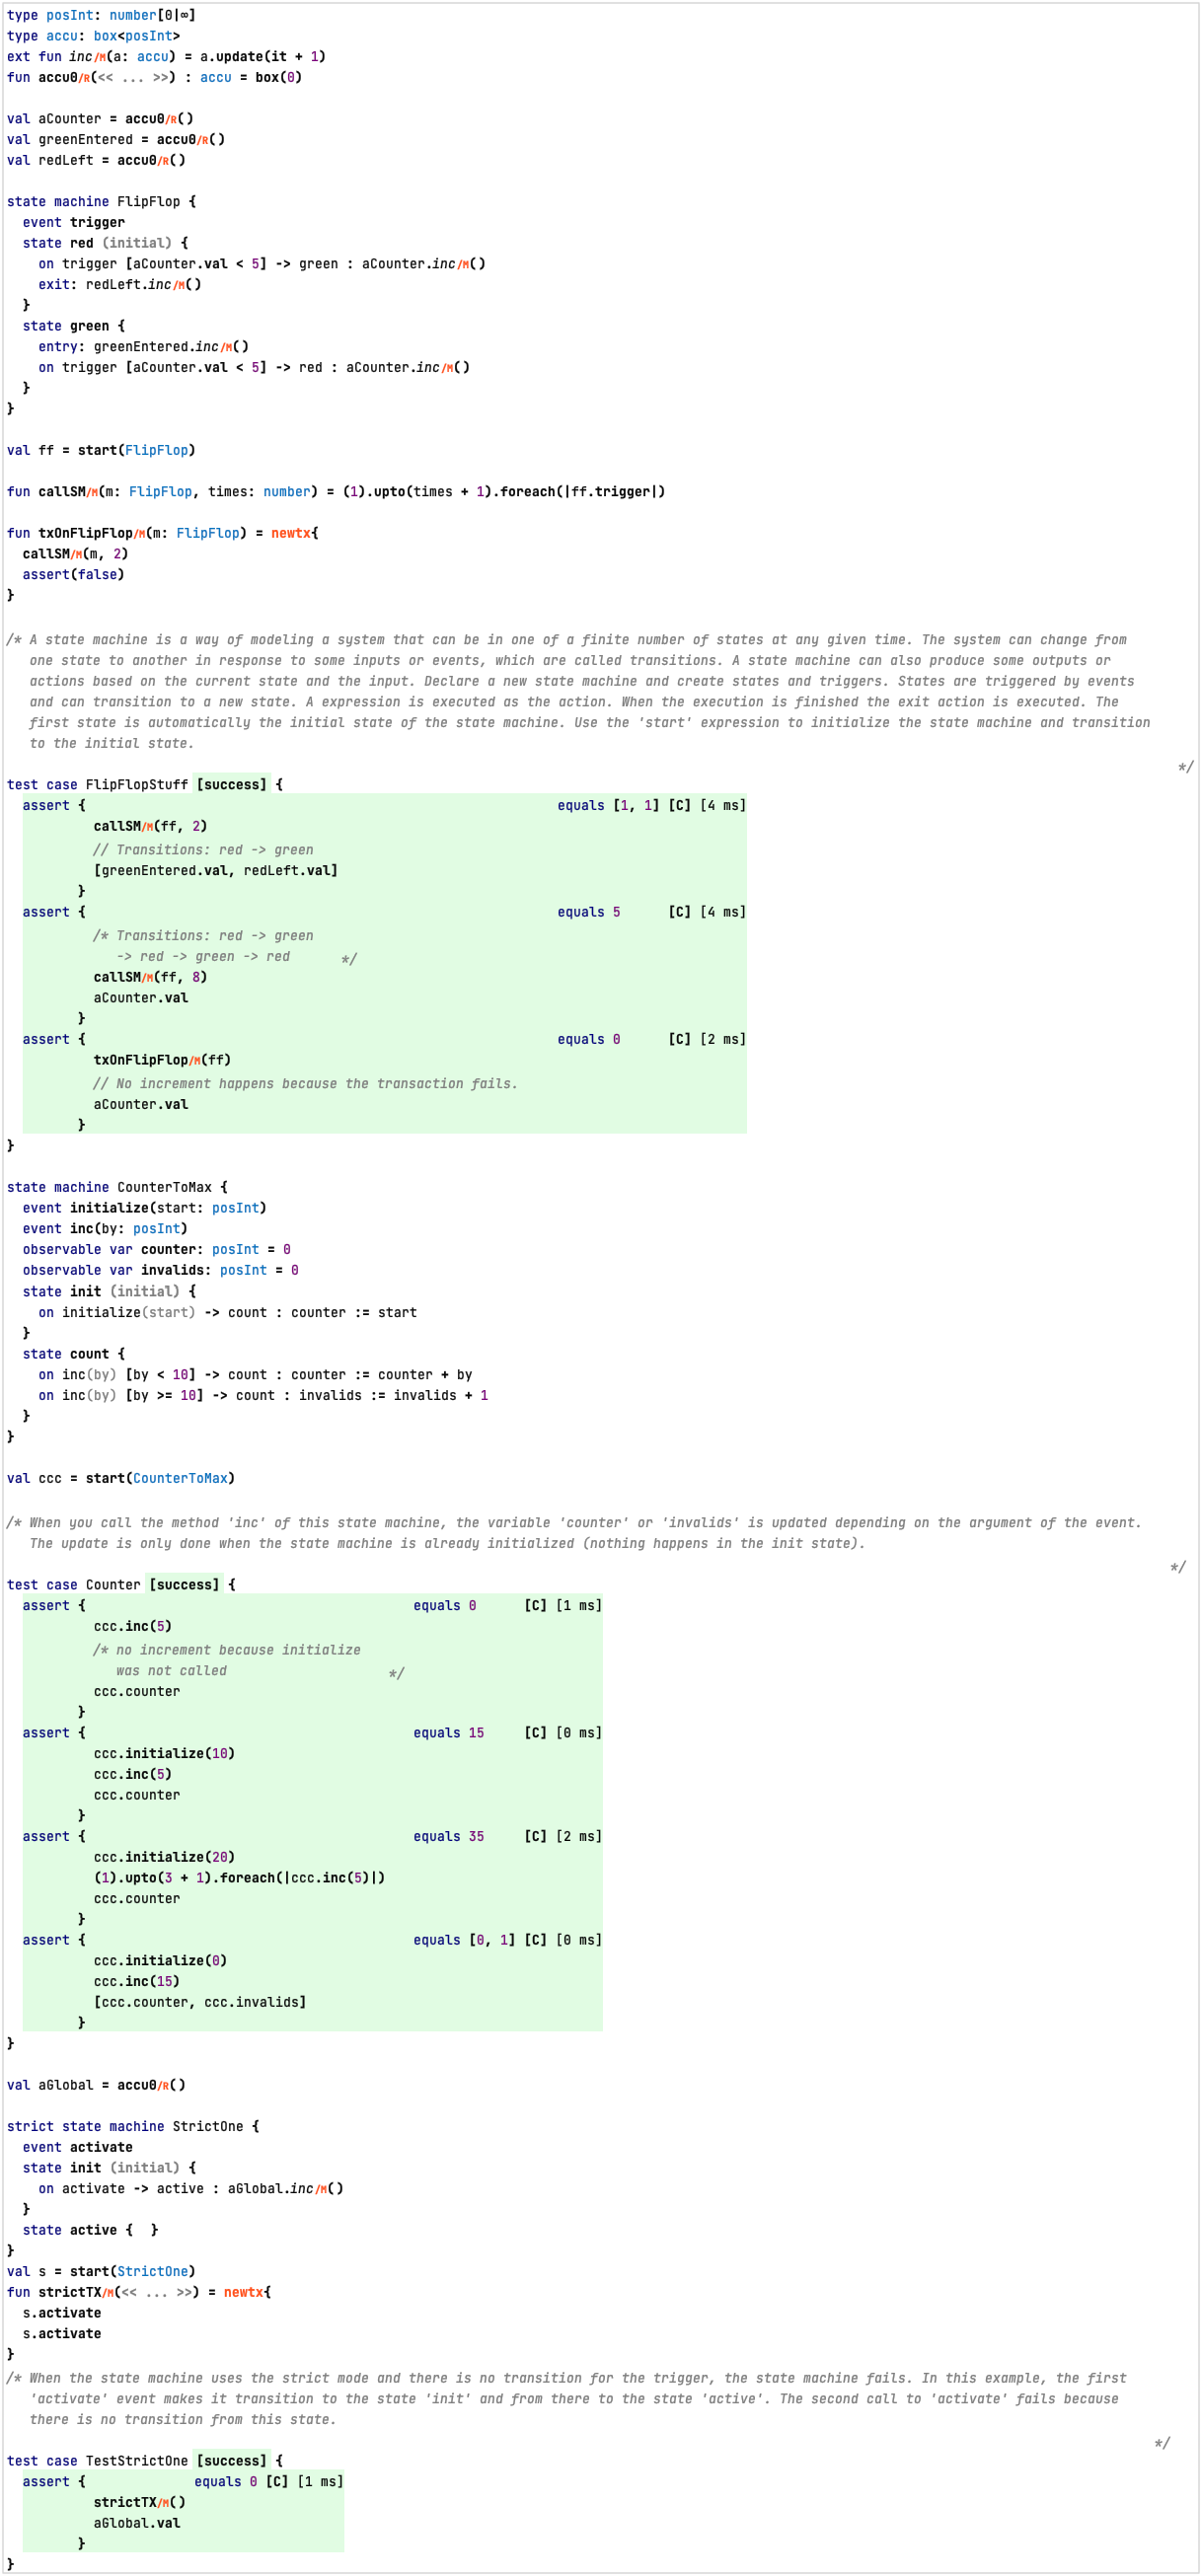 type posInt: number[0|∞]
type accu: box<posInt>
ext fun inc/M(a: accu) = a.update(it + 1)
fun accu0/R(<< ... >>) : accu = box(0)
val aCounter = accu0/R()
val greenEntered = accu0/R()
val redLeft = accu0/R()
state machine FlipFlop {
  event trigger
  state red (initial) {
    on trigger [aCounter.val < 5] -> green : aCounter.inc/M()
    exit: redLeft.inc/M()
  }
  state green {
    entry: greenEntered.inc/M()
    on trigger [aCounter.val < 5] -> red : aCounter.inc/M()
  }
}
val ff = start(FlipFlop)
fun callSM/M(m: FlipFlop, times: number) = (1).upto(times + 1).foreach(|ff.trigger|)
fun txOnFlipFlop/M(m: FlipFlop) = newtx{
  callSM/M(m, 2)
  assert(false)
}
/* A state machine is a way of modeling a system that can be in one of a finite number of states at any given time. The system can change from
   one state to another in response to some inputs or events, which are called transitions. A state machine can also produce some outputs or
   actions based on the current state and the input. Declare a new state machine and create states and triggers. States are triggered by events
   and can transition to a new state. A expression is executed as the action. When the execution is finished the exit action is executed. The
   first state is automatically the initial state of the state machine. Use the 'start' expression to initialize the state machine and transition
   to the initial state.
*/
test case FlipFlopStuff [success] {
  assert { equals [1, 1] [C] [4 ms]
           callSM/M(ff, 2)
           // Transitions: red -> green
           [greenEntered.val, redLeft.val]
         }
  assert { equals 5 [C] [4 ms]
           /* Transitions: red -> green
              -> red -> green -> red */
           callSM/M(ff, 8)
           aCounter.val
         }
  assert { equals 0 [C] [2 ms]
           txOnFlipFlop/M(ff)
           // No increment happens because the transaction fails.
           aCounter.val
         }
}
state machine CounterToMax {
  event initialize(start: posInt)
  event inc(by: posInt)
  observable var counter: posInt = 0
  observable var invalids: posInt = 0
  state init (initial) {
    on initialize(start) -> count : counter := start
  }
  state count {
    on inc(by) [by < 10] -> count : counter := counter + by
    on inc(by) [by >= 10] -> count : invalids := invalids + 1
  }
}
val ccc = start(CounterToMax)
/* When you call the method 'inc' of this state machine, the variable 'counter' or 'invalids' is updated depending on the argument of the event.
   The update is only done when the state machine is already initialized (nothing happens in the init state).
*/
test case Counter [success] {
  assert { equals 0 [C] [1 ms]
           ccc.inc(5)
           /* no increment because initialize
              was not called */
           ccc.counter
         }
  assert { equals 15 [C] [0 ms]
           ccc.initialize(10)
           ccc.inc(5)
           ccc.counter
         }
  assert { equals 35 [C] [2 ms]
           ccc.initialize(20)
           (1).upto(3 + 1).foreach(|ccc.inc(5)|)
           ccc.counter
         }
  assert { equals [0, 1] [C] [0 ms]
           ccc.initialize(0)
           ccc.inc(15)
           [ccc.counter, ccc.invalids]
         }
}
val aGlobal = accu0/R()
strict state machine StrictOne {
  event activate
  state init (initial) {
    on activate -> active : aGlobal.inc/M()
  }
  state active {  }
}
val s = start(StrictOne)
fun strictTX/M(<< ... >>) = newtx{
  s.activate
  s.activate
}
/* When the state machine uses the strict mode and there is no transition for the trigger, the state machine fails. In this example, the first
   'activate' event makes it transition to the state 'init' and from there to the state 'active'. The second call to 'activate' fails because
   there is no transition from this state.
*/
test case TestStrictOne [success] {
  assert { equals 0 [C] [1 ms]
           strictTX/M()
           aGlobal.val
         }
}